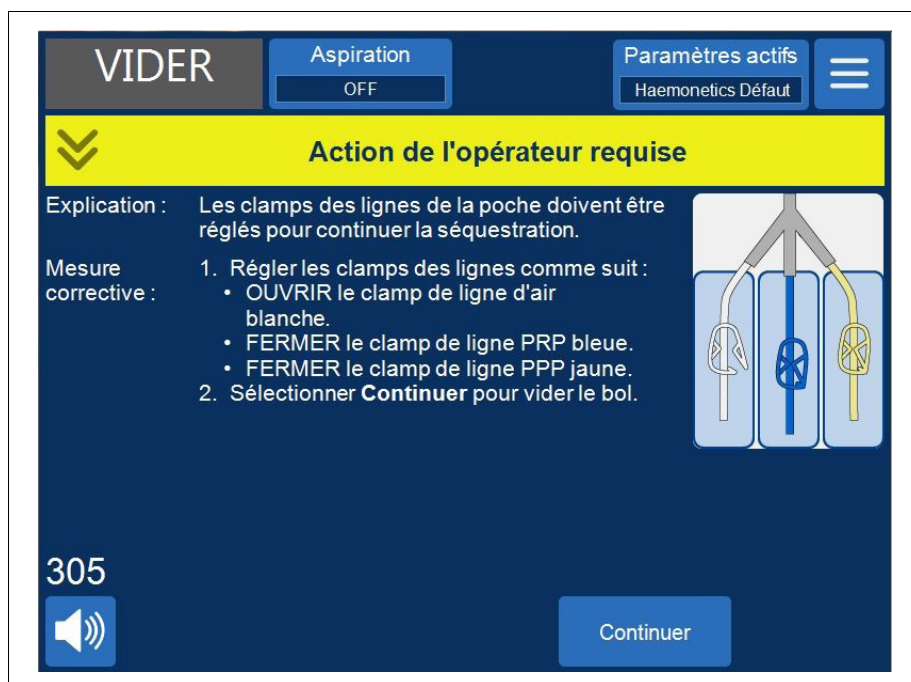 VIDER
Aspiration
OFF
Paramètres actifs
Haemonetics Défaut
Action de l'opérateur requise
Explication :
Les clamps des lignes de la poche doivent être
réglés pour continuer la séquestration.
Mesure
corrective :
1. Régler les clamps des lignes comme suit :
• OUVRIR le clamp de ligne d'air
blanche.
• FERMER le clamp de ligne PRP bleue.
• FERMER le clamp de ligne PPP jaune.
2. Sélectionner Continuer pour vider le bol.
305
Continuer